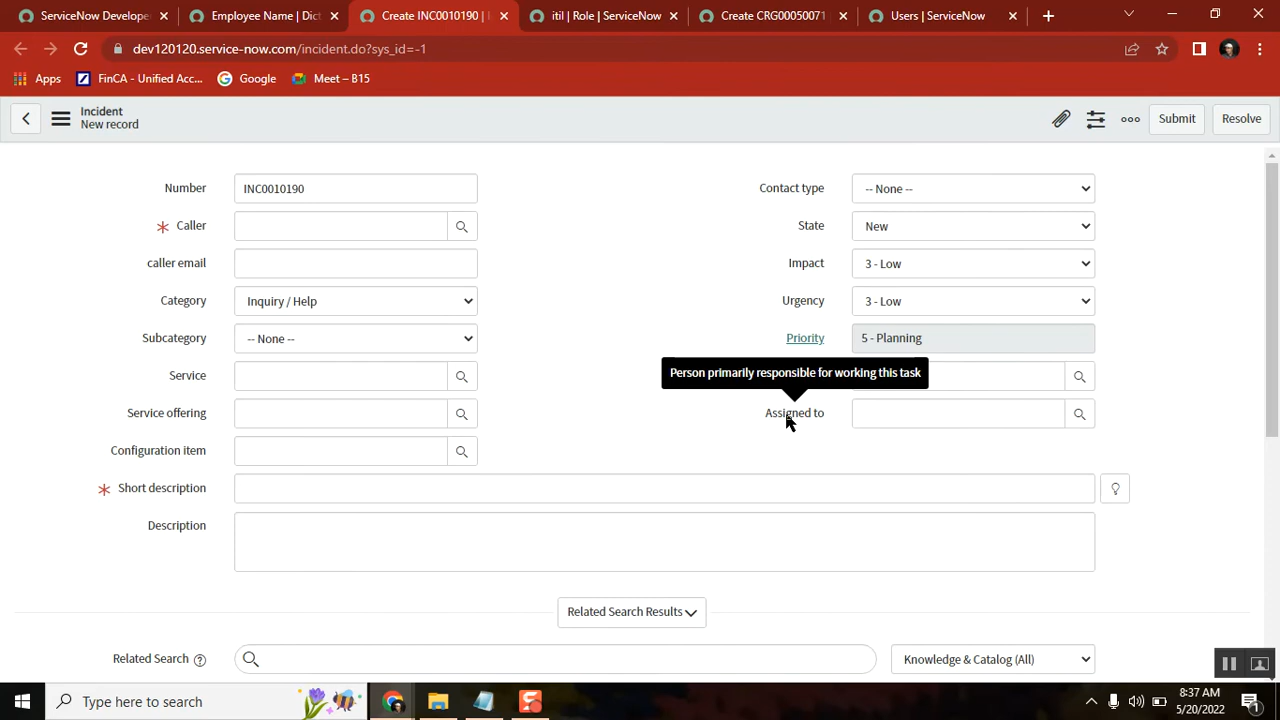 ServiceNow Develope
Employee Name | Dict
Create INC0010190 |
itil | Role | ServiceNow
Create CRG00050071
Users | ServiceNow
dev120120.service-now.com/incident.do?sys_id=-1
Apps
FinCA - Unified Acc...
Google
Meet – B15
Incident
New record
Submit
Resolve
Number
INC0010190
Contact type
-- None --
Caller
State
New
caller email
Impact
3 - Low
Category
Inquiry / Help
Urgency
3 - Low
Subcategory
-- None --
Priority
5 - Planning
Service
Person primarily responsible for working this task
Service offering
Assigned to
Configuration item
Short description
Description
Related Search Results
Related Search
Knowledge & Catalog (All)
Type here to search
8:37 AM
5/20/2022
1